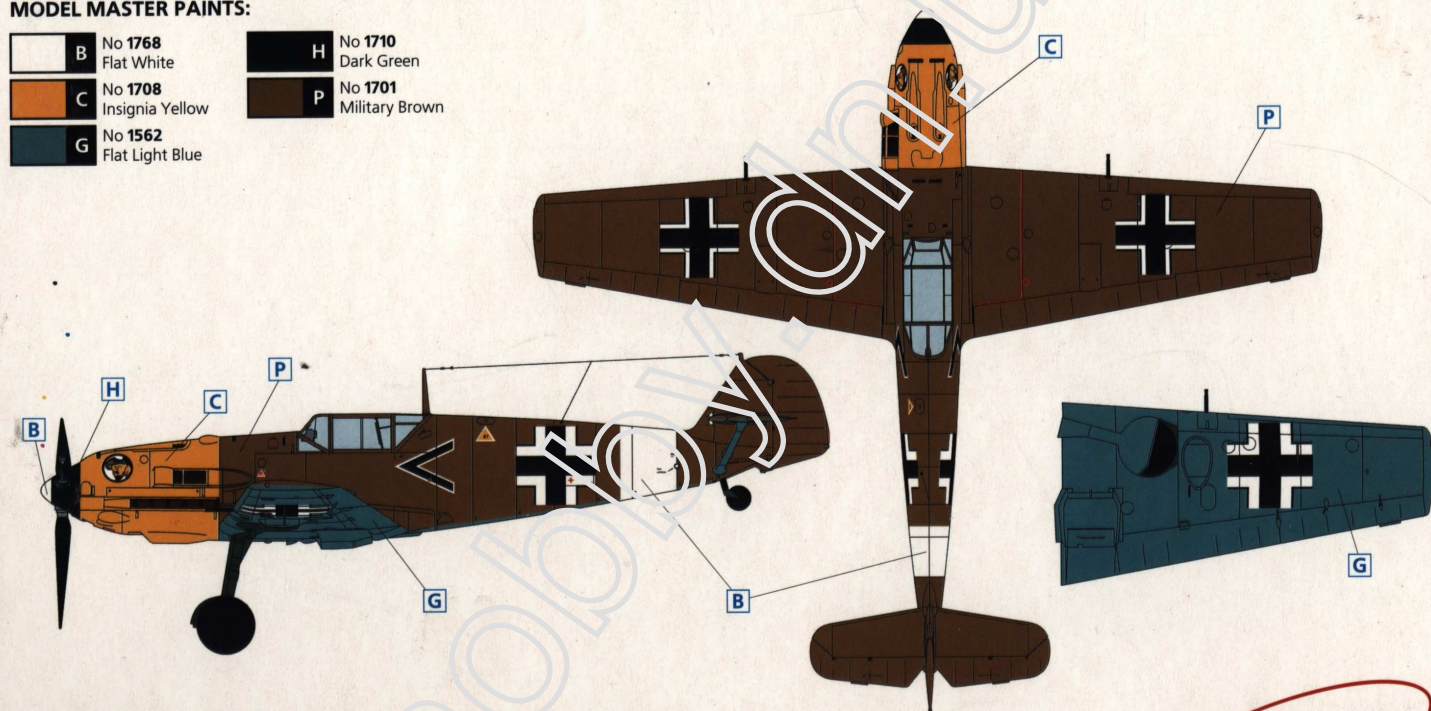 MODEL MASTER PAINTS:
B No 1768
Flat White
C No 1708
Insignia Yellow
G No 1562
Flat Light Blue
H No 1710
Dark Green
P No 1701
Military Brown
C
P
P
C
H
B
G
B
G